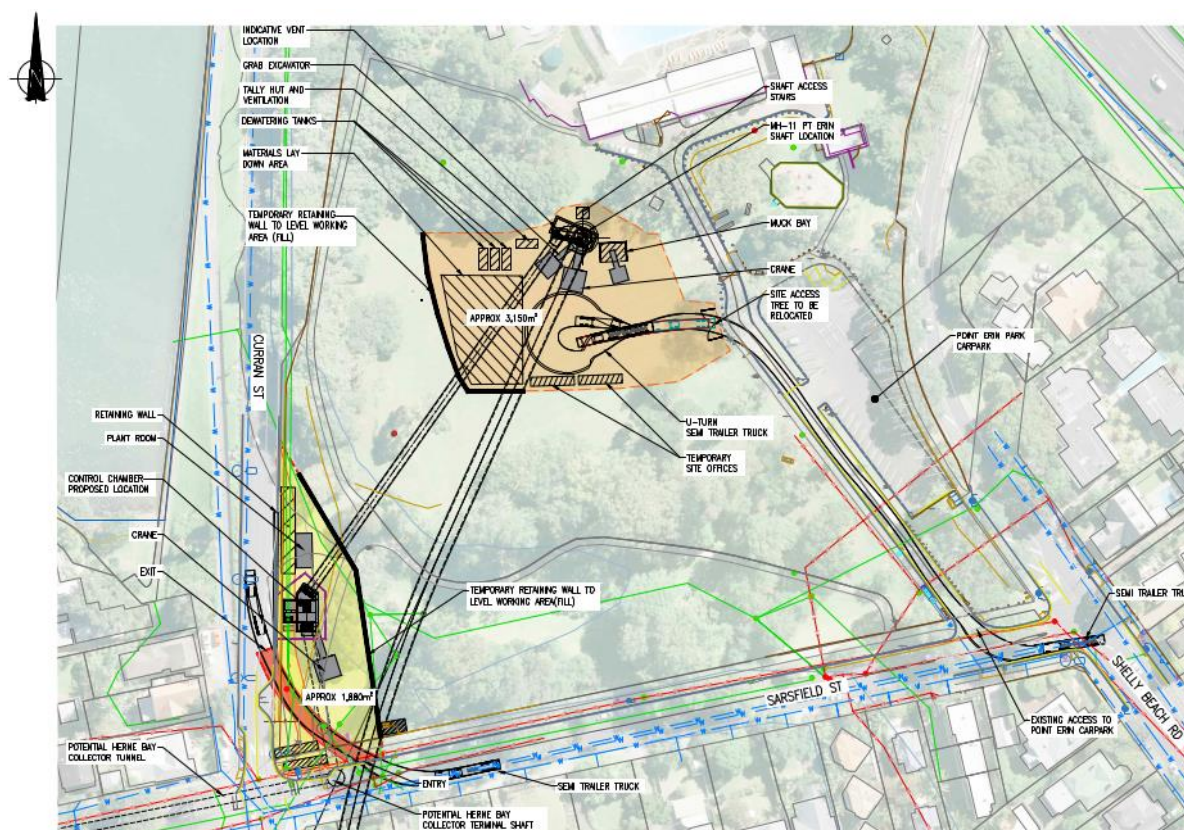 INDICATIVE VENT
LOCATION
GRAB EXCAVATOR
TALLY HUT AND
VENTILATION
DEWATERING TANKS
MATERIALS LAY
DOWN AREA
TEMPORARY RETAINING
WALL TO LEVEL WORKING
AREA (FILL)
SHAFT ACCESS
STAIRS
MH-11 PT ERIN
SHAFT LOCATION
MUCK BAY
CRANE
SITE ACCESS
TREE TO BE
RELOCATED
APPROX 3,150m²
POINT ERIN PARK
CARPARK
U-TURN
SEMI TRAILER TRUCK
TEMPORARY
SITE OFFICES
CURRAN ST
RETAINING WALL
PLANT ROOM
CONTROL CHAMBER
PROPOSED LOCATION
CRANE
EXIT
TEMPORARY RETAINING WALL TO
LEVEL WORKING AREA(FILL)
APPROX 1,880m²
SEMI TRAILER TRU
SARSFIELD ST
SHELLY BEACH RD
EXISTING ACCESS TO
POINT ERIN CARPARK
POTENTIAL HERNE BAY
COLLECTOR TUNNEL
ENTRY
SEMI TRAILER TRUCK
POTENTIAL HERNE BAY
COLLECTOR TERMINAL SHAFT